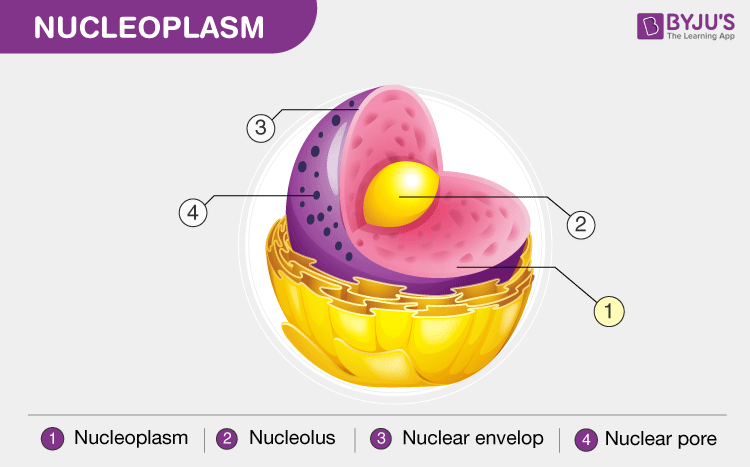 NUCLEOPLASM
BYJU'S
The Learning App
3
4
2
1
1 Nucleoplasm
2 Nucleolus
3 Nuclear envelop
4 Nuclear pore